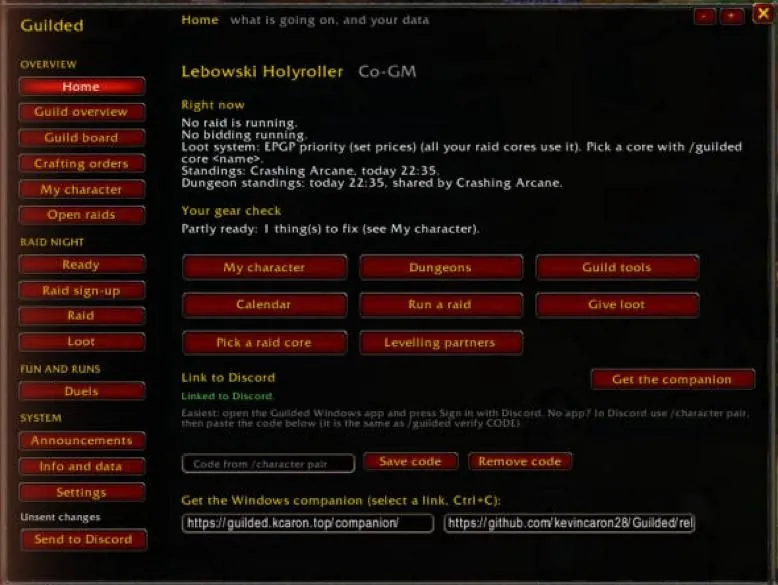 Guilded
Home what is going on, and your data
- + X
OVERVIEW
Home
Guild overview
Guild board
Crafting orders
My character
Open raids
RAID NIGHT
Ready
Raid sign-up
Raid
Loot
FUN AND RUNS
Duels
SYSTEM
Announcements
Info and data
Settings
Unsent changes
Send to Discord
Lebowski Holyroller Co-GM
Right now
No raid is running.
No bidding running.
Loot system: EPGP priority (set prices) (all your raid cores use it). Pick a core with /guilded
core <name>.
Standings: Crashing Arcane, today 22:35.
Dungeon standings: today 22:35, shared by Crashing Arcane.
Your gear check
Partly ready: 1 thing(s) to fix (see My character).
My character Dungeons Guild tools
Calendar Run a raid Give loot
Pick a raid core Levelling partners
Link to Discord Get the companion
Linked to Discord.
Easiest: open the Guilded Windows app and press Sign in with Discord. No app? In Discord use /character pair,
then paste the code below (it is the same as /guilded verify CODE).
Code from /character pair Save code Remove code
Get the Windows companion (select a link, Ctrl+C):
https://guilded.kcaron.top/companion/ https://github.com/kevincaron28/Guilded/rel